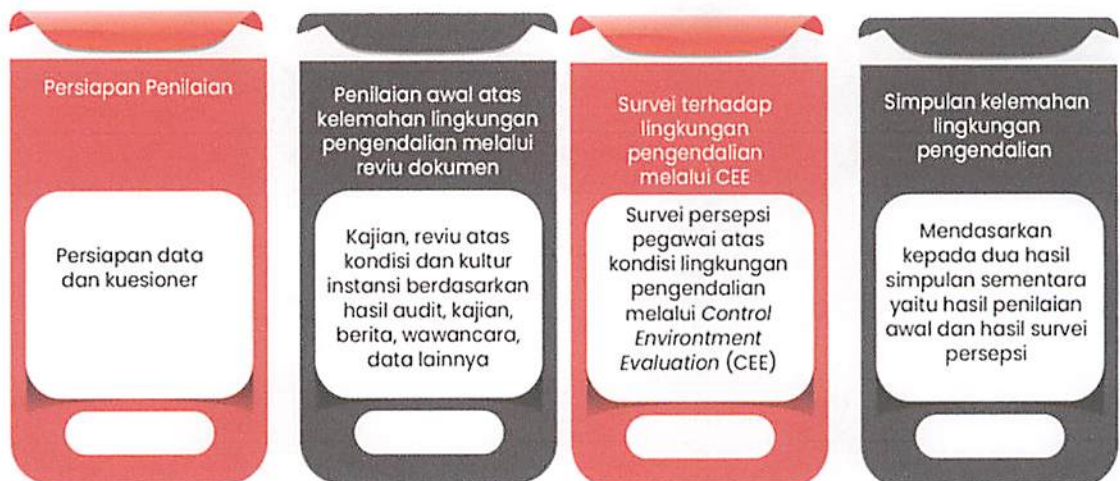 Persiapan Penilaian
Persiapan data
dan kuesioner
Penilaian awal atas
kelemahan lingkungan
pengendalian melalui
reviu dokumen
Kajian, reviu atas
kondisi dan kultur
instansi berdasarkan
hasil audit, kajian,
berita, wawancara,
data lainnya
Survei terhadap
lingkungan
pengendalian
melalui CEE
Survei persepsi
pegawai atas
kondisi lingkungan
pengendalian
melalui Control
Environtment
Evaluation (CEE)
Simpulan kelemahan
lingkungan
pengendalian
Mendasarkan
kepada dua hasil
simpulan sementara
yaitu hasil penilaian
awal dan hasil survei
persepsi